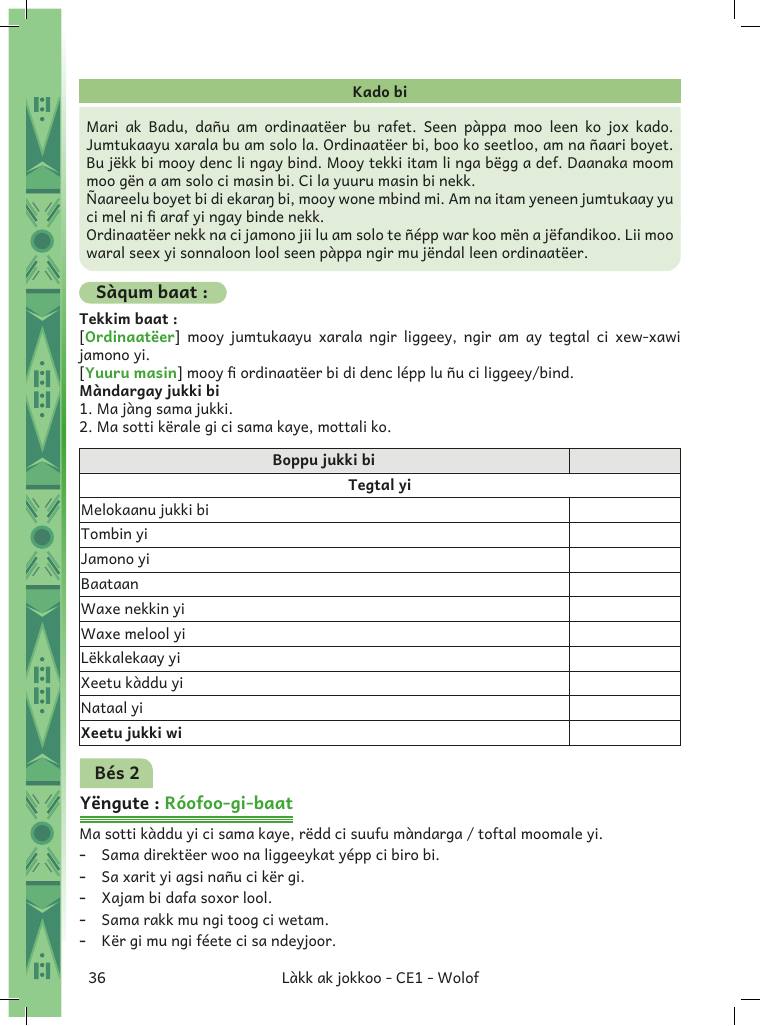 Kado bi
Mari ak Badu, dañu am ordinaatëer bu rafet. Seen pàppa moo leen ko jox kado.
Jumtukaayu xarala bu am solo la. Ordinaatëer bi, boo ko seetloo, am na ñaari boyet.
Bu jëkk bi mooy denc li ngay bind. Mooy tekki itam li nga bëgg a def. Daanaka moom
moo gën a am solo ci masin bi. Ci la yuuru masin bi nekk.
Ñaareelu boyet bi di ekaraŋ bi, mooy wone mbind mi. Am na itam yeneen jumtukaay yu
ci mel ni fi araf yi ngay binde nekk.
Ordinaatëer nekk na ci jamono jii lu am solo te ñépp war koo mën a jëfandikoo. Lii moo
waral seex yi sonnaloon lool seen pàppa ngir mu jëndal leen ordinaatëer.
Sàqum baat :
Tekkim baat :
[Ordinaatëer] mooy jumtukaayu xarala ngir liggeey, ngir am ay tegtal ci xew-xawi
jamono yi.
[Yuuru masin] mooy fi ordinaatëer bi di denc lépp lu ñu ci liggeey/bind.
Màndargay jukki bi
1. Ma jàng sama jukki.
2. Ma sotti kërale gi ci sama kaye, mottali ko.
Boppu jukki bi
Tegtal yi
Melokaanu jukki bi
Tombin yi
Jamono yi
Baataan
Waxe nekkin yi
Waxe melool yi
Lëkkalekaay yi
Xeetu kàddu yi
Nataal yi
Xeetu jukki wi
Bés 2
Yëngute : Róofoo-gi-baat
Ma sotti kàddu yi ci sama kaye, rëdd ci suufu màndarga / toftal moomale yi.
- Sama direktëer woo na liggeeykat yépp ci biro bi.
- Sa xarit yi agsi nañu ci kër gi.
- Xajam bi dafa soxor lool.
- Sama rakk mu ngi toog ci wetam.
- Kër gi mu ngi féete ci sa ndeyjoor.
36 Làkk ak jokkoo - CE1 - Wolof